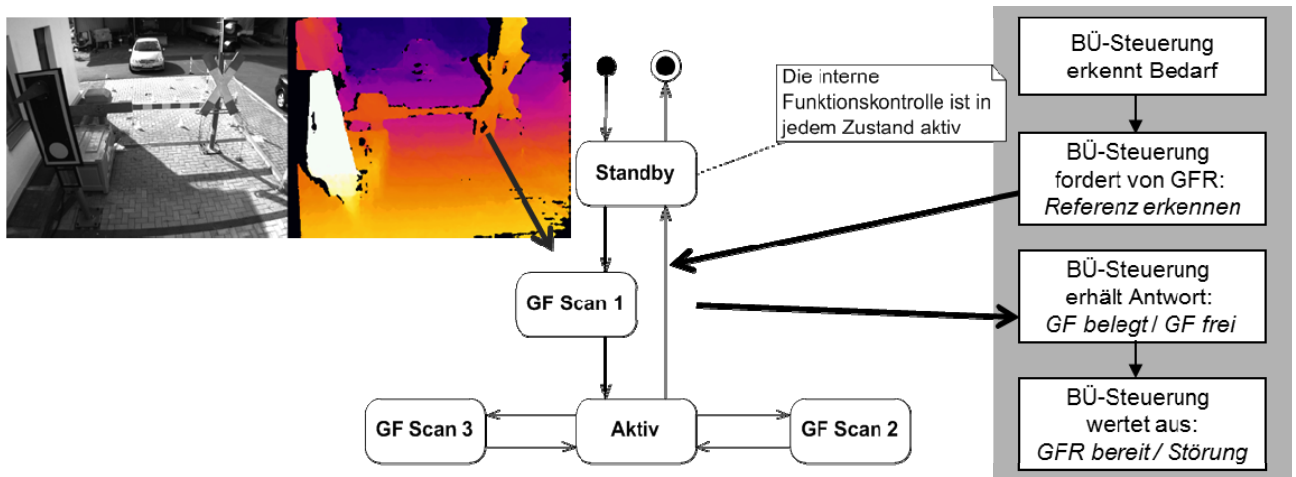 Die interne
Funktionskontrolle ist in
jedem Zustand aktiv
Standby
GF Scan 1
GF Scan 3
Aktiv
GF Scan 2
BÜ-Steuerung
erkennt Bedarf
BÜ-Steuerung
fordert von GFR:
Referenz erkennen
BÜ-Steuerung
erhält Antwort:
GF belegt / GF frei
BÜ-Steuerung
wertet aus:
GFR bereit / Störung